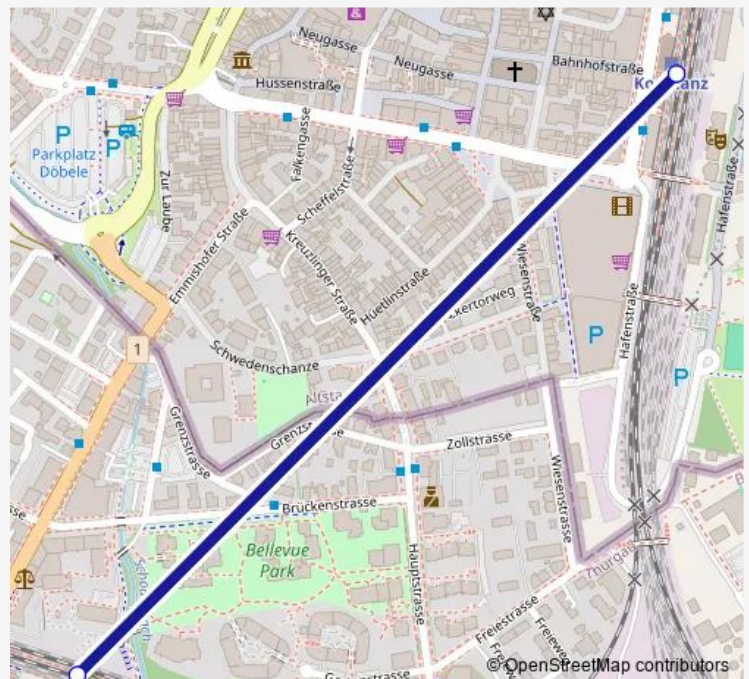 Neugasse
Hussenstraße
Neugasse
Bahnhofstraße
P
P
Parkplatz
Döbele
Zur Laube
Falkengasse
Scheffelstraße
Emmishofer Straße
Kreuzlinger Straße
Hüetlinstraße
Wiesenstraße
Hafenstraße
Hafenstraße
Schwedenschanze
1
P
P
Grenzstrasse
Zollstrasse
Wiesenstrasse
Brückenstrasse
Bellevue
Park
Hauptstrasse
Freiestrasse
© OpenStreetMap contributors